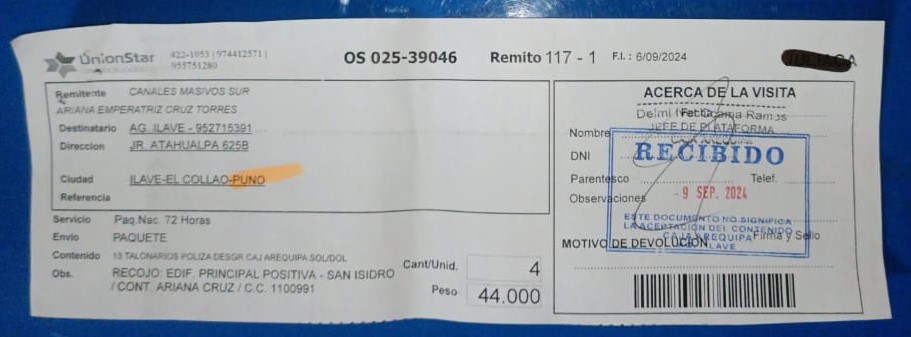 UnionStar 422-1053 | 974412571 | 955751280
OS 025-39046 Remito 117 - 1 F.I.: 6/09/2024
Remitente CANALES MASIVOS SUR
ARIANA EMPERATRIZ CRUZ TORRES
Destinatario AG. ILAVE - 952715391
Direccion JR. ATAHUALPA 625B
Ciudad ILAVE-EL COLLAO-PUNO
Referencia
Servicio Paq.Nac. 72 Horas
Envio PAQUETE
Contenido 13 TALONARIOS POLIZA DESGR CAJ AREQUIPA SOL/DOL
Obs. RECOJO: EDIF. PRINCIPAL POSITIVA - SAN ISIDRO
/ CONT. ARIANA CRUZ / C.C. 1100991
Cant/Unid. 4
Peso 44.000
ACERCA DE LA VISITA
Fecha
Ramos
JEFE DE PLATAFORMA
Nombre
DNI
Parentesco Telef.
Observaciones
RECIBIDO
9 SEP. 2024
ESTE DOCUMENTO NO SIGNIFICA
LA ACEPTACION DEL CONTENIDO
CAJA AREQUIPA
ILAVE
Firma y Sello
MOTIVO DE DEVOLUCION